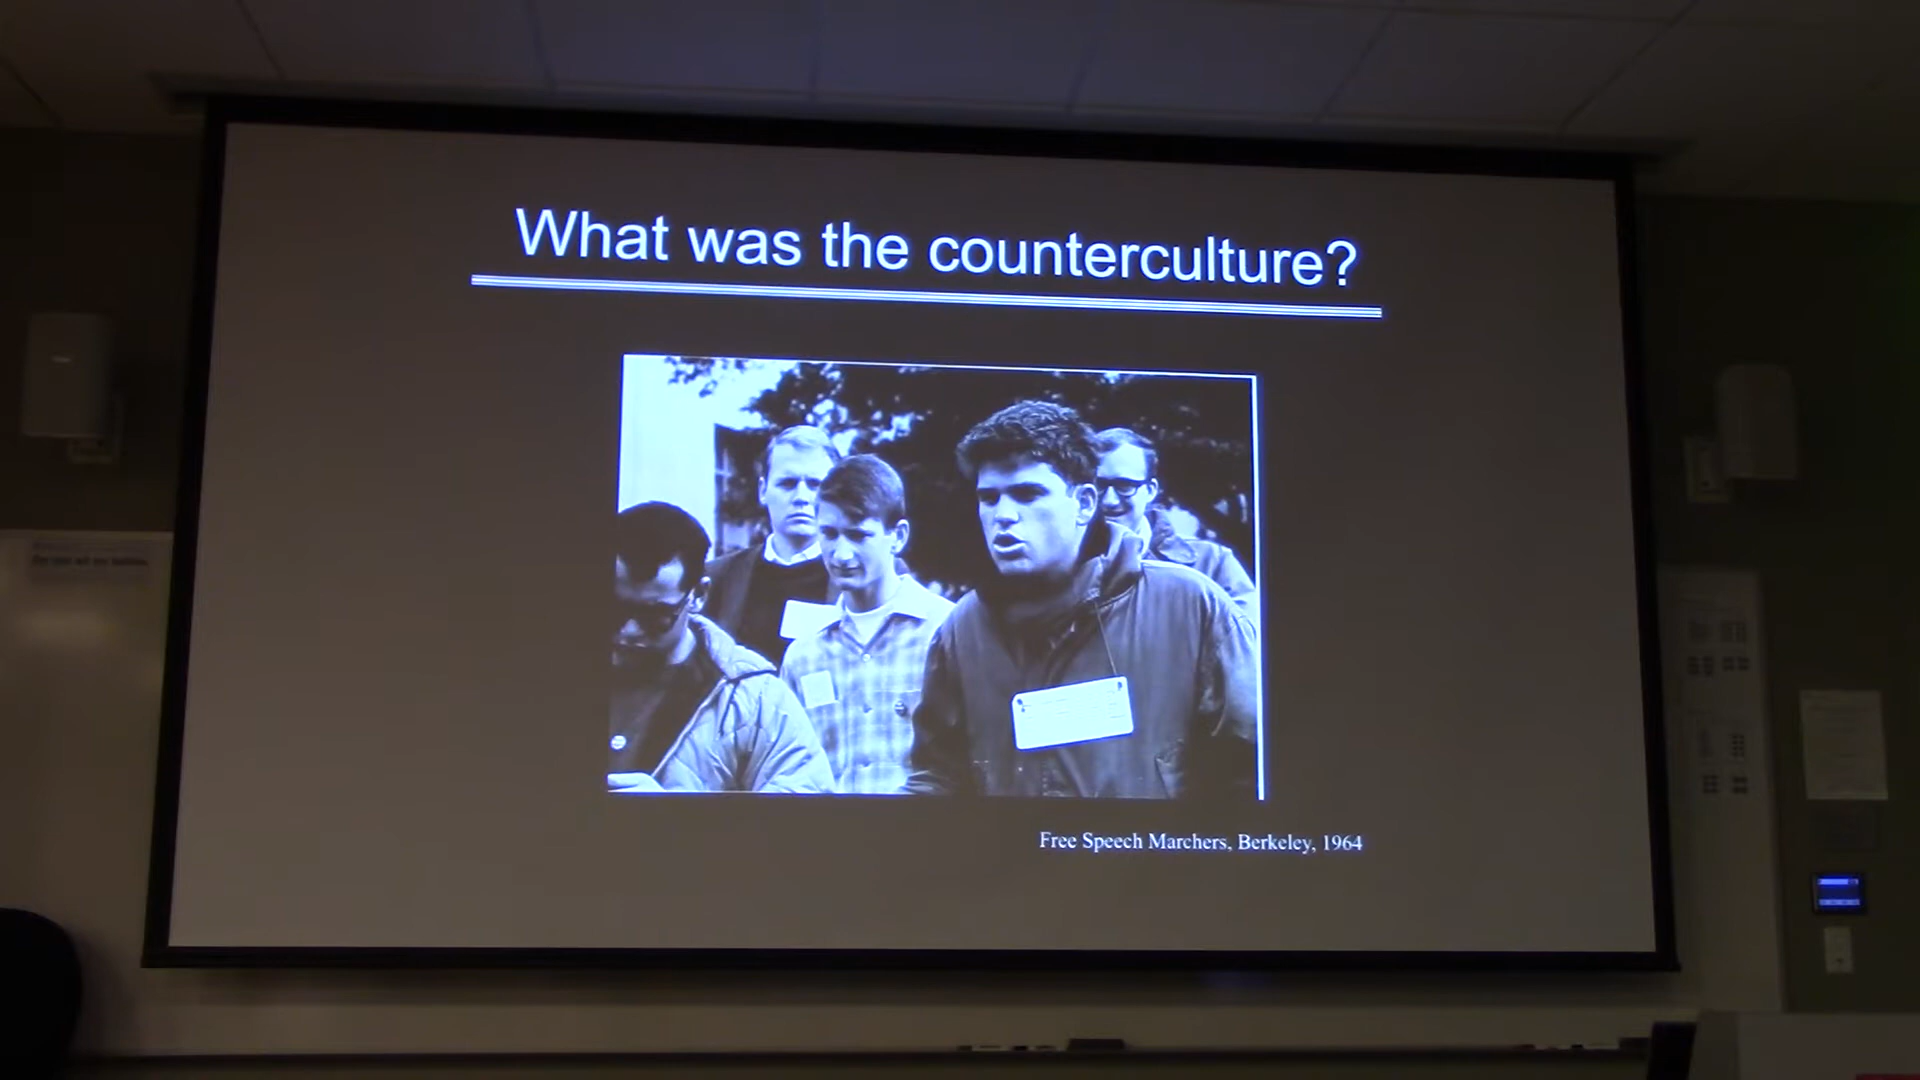 What was the counterculture?
Free Speech Marchers, Berkeley, 1964